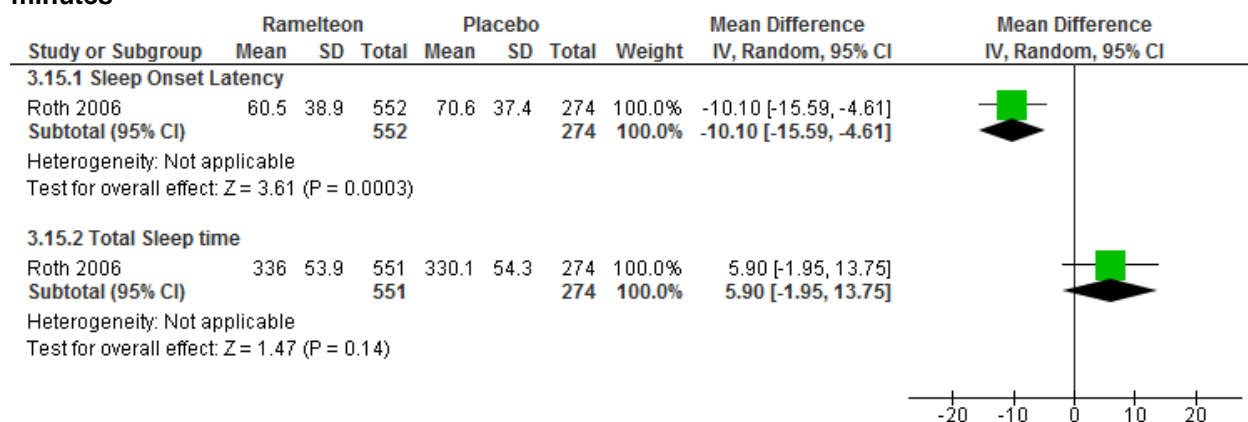 minutes
Ramelteon Placebo Mean Difference Mean Difference
Study or Subgroup Mean SD Total Mean SD Total Weight IV, Random, 95% CI IV, Random, 95% CI
3.15.1 Sleep Onset Latency
Roth 2006 60.5 38.9 552 70.6 37.4 274 100.0% -10.10 [-15.59, -4.61]
Subtotal (95% CI) 552 274 100.0% -10.10 [-15.59, -4.61]
Heterogeneity: Not applicable
Test for overall effect: Z = 3.61 (P = 0.0003)
3.15.2 Total Sleep time
Roth 2006 336 53.9 551 330.1 54.3 274 100.0% 5.90 [-1.95, 13.75]
Subtotal (95% CI) 551 274 100.0% 5.90 [-1.95, 13.75]
Heterogeneity: Not applicable
Test for overall effect: Z = 1.47 (P = 0.14)
-20 -10 0 10 20